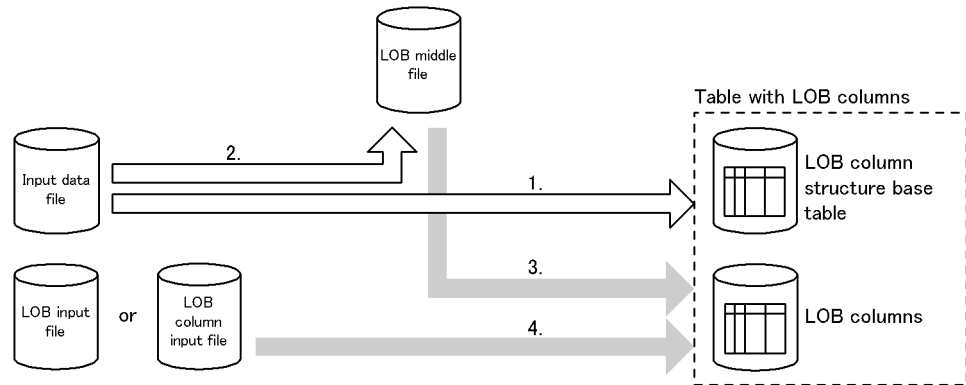 LOB middle
file
Table with LOB columns
2.
Input data
file
1.
LOB column
structure base
table
3.
LOB input
file
or
LOB
column
input file
4.
LOB columns